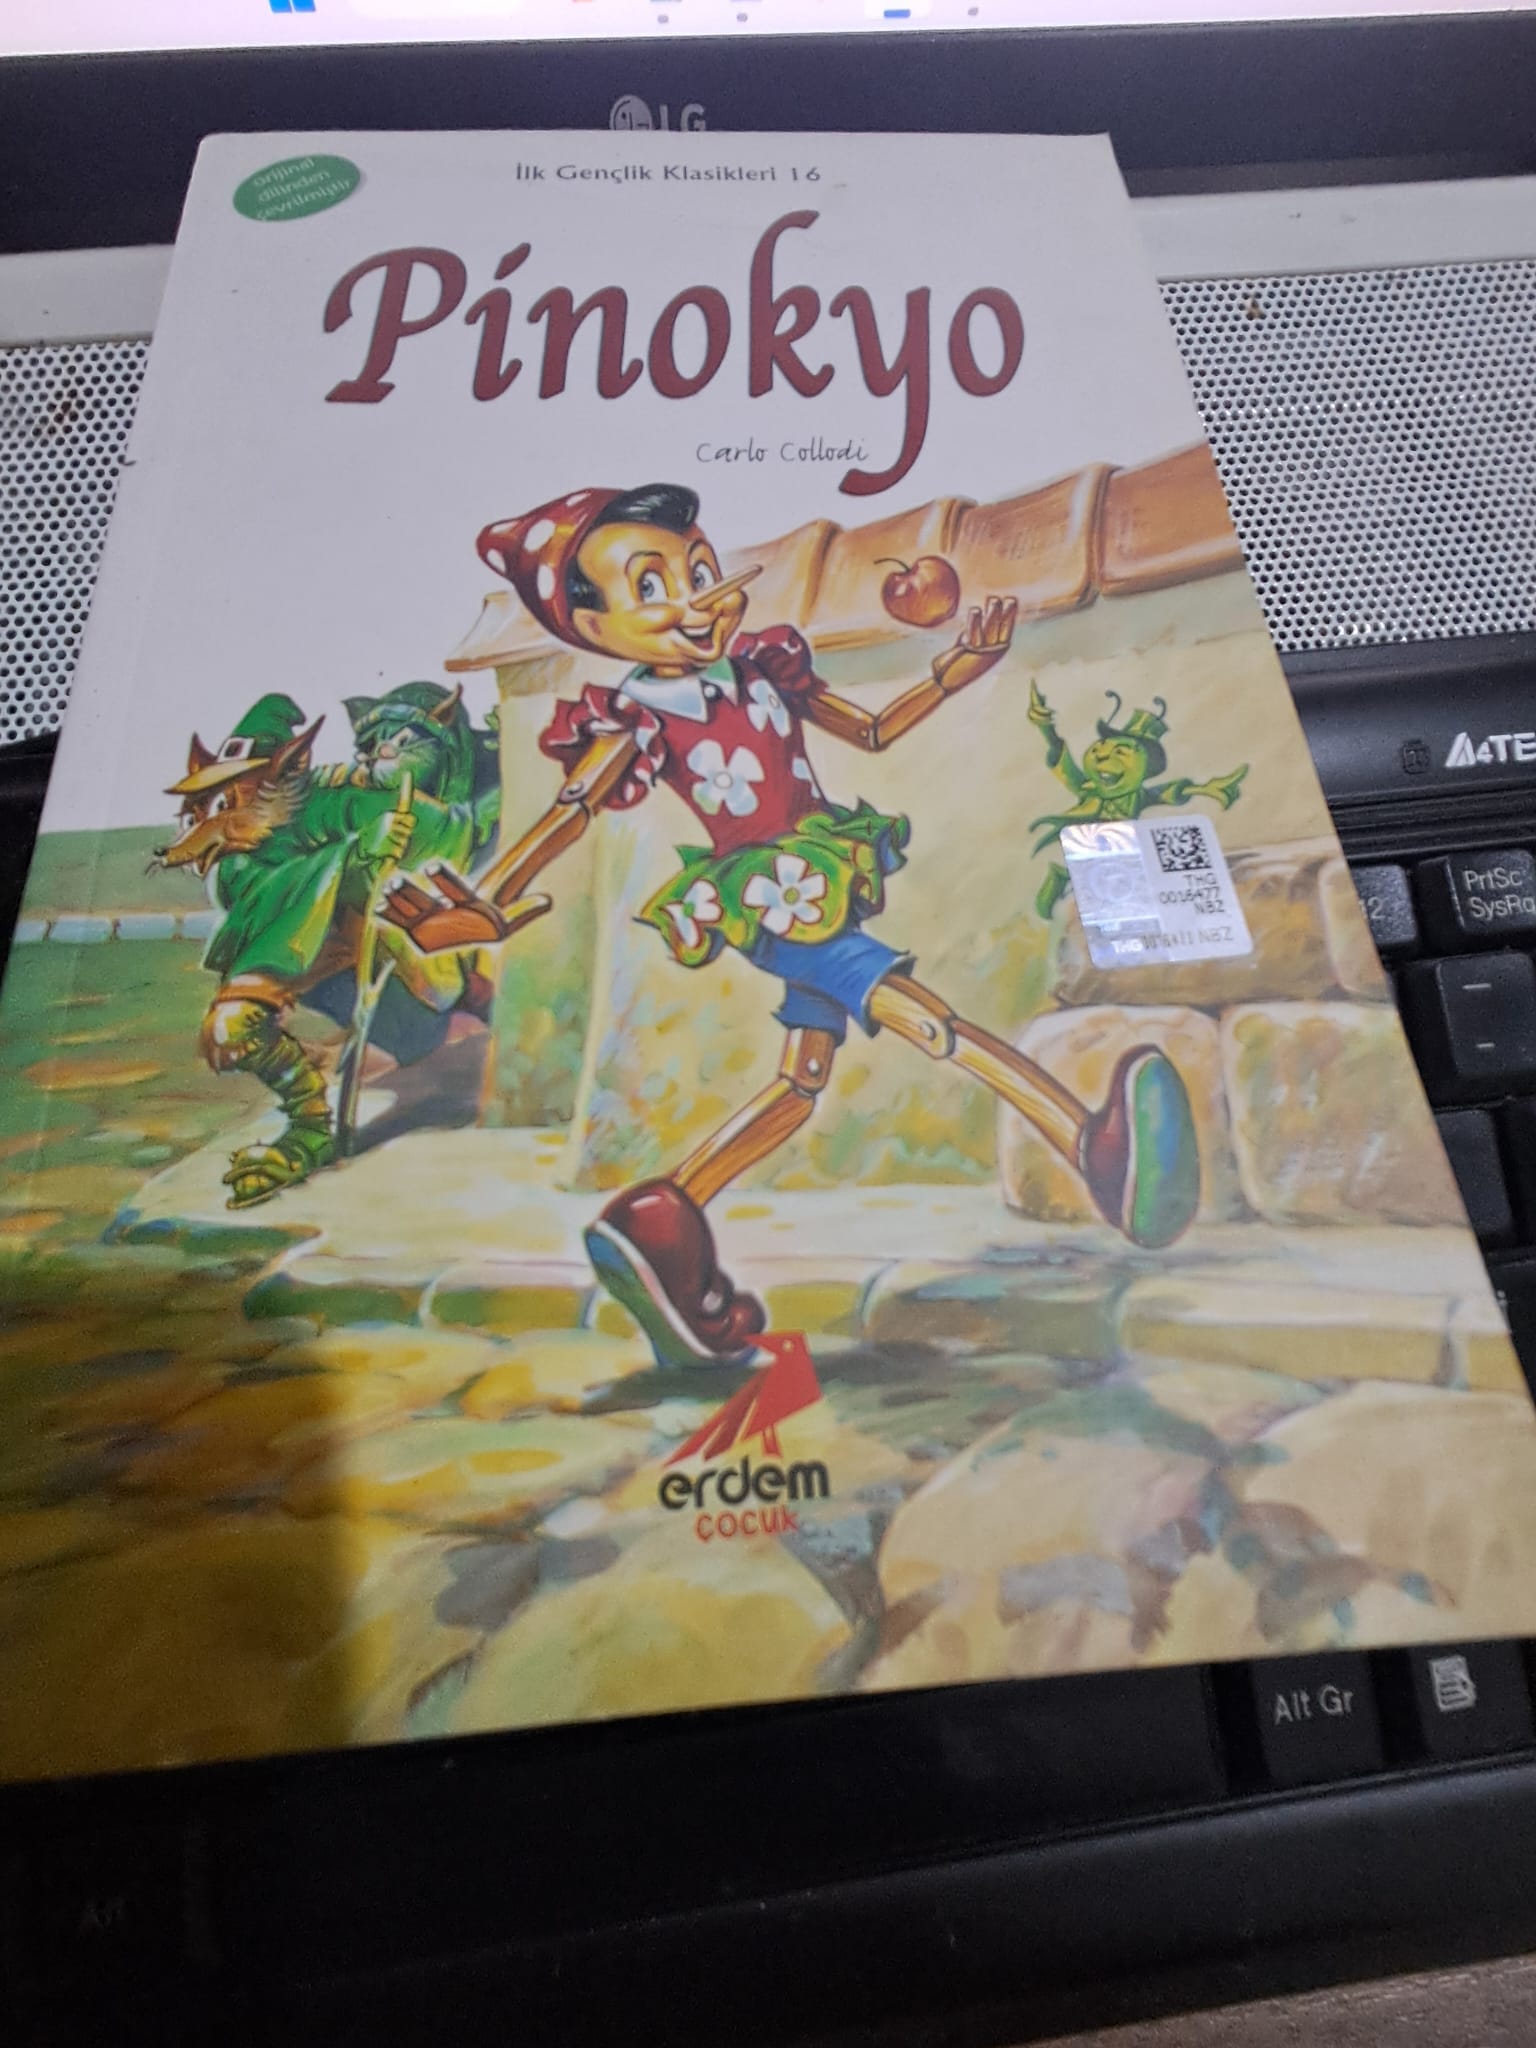 LG
orijinal
dilinden
çevrilmiştir
İlk Gençlik Klasikleri 16
Pinokyo
Carlo Collodi
A4TE
THG
0016477
NBZ
THG
PrtSc
SysRq
erdem
çocuk
Alt Gr